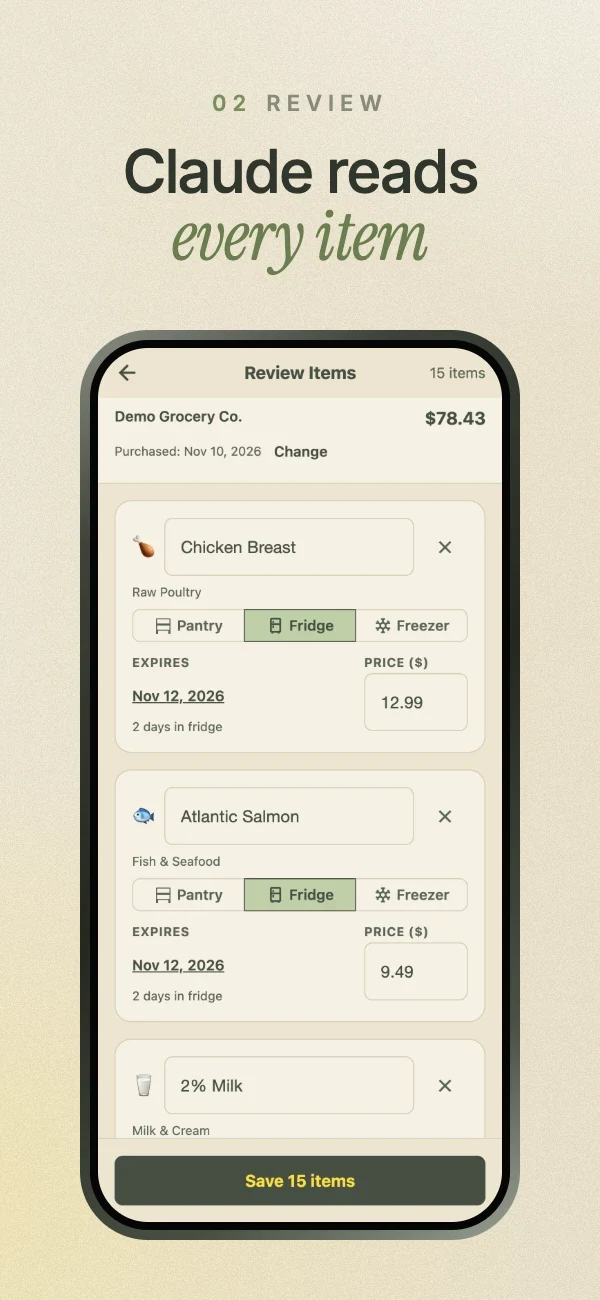 02 REVIEW
Claude reads
every item
Review Items 15 items
Demo Grocery Co. $78.43
Purchased: Nov 10, 2026 Change
Chicken Breast
Raw Poultry
Pantry Fridge Freezer
EXPIRES PRICE ($)
Nov 12, 2026 12.99
2 days in fridge
Atlantic Salmon
Fish & Seafood
Pantry Fridge Freezer
EXPIRES PRICE ($)
Nov 12, 2026 9.49
2 days in fridge
2% Milk
Milk & Cream
Save 15 items